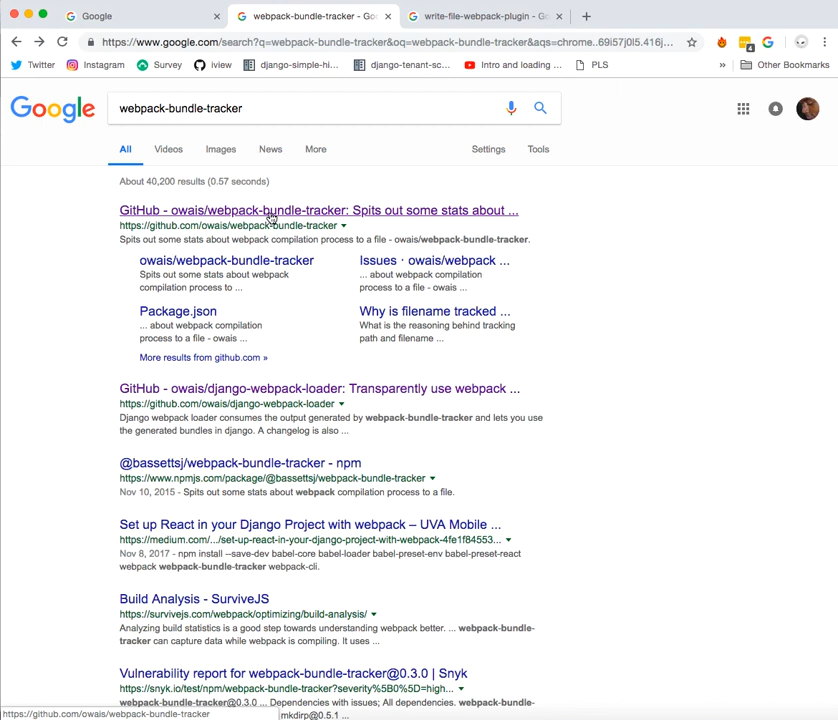 Google
webpack-bundle-tracker - Goo
write-file-webpack-plugin - Go
https://www.google.com/search?q=webpack-bundle-tracker&oq=webpack-bundle-tracker&aqs=chrome..69i57j0l5.416j...
4
Twitter
Instagram
Survey
iview
django-simple-hi...
django-tenant-sc...
Intro and loading ...
PLS
»
Other Bookmarks
Google
webpack-bundle-tracker
All
Videos
Images
News
More
Settings
Tools
About 40,200 results (0.57 seconds)
GitHub - owais/webpack-bundle-tracker: Spits out some stats about ...
https://github.com/owais/webpack-bundle-tracker
Spits out some stats about webpack compilation process to a file - owais/webpack-bundle-tracker.
owais/webpack-bundle-tracker
Spits out some stats about webpack
compilation process to ...
Issues · owais/webpack ...
... about webpack compilation
process to a file - owais ...
Package.json
... about webpack compilation
process to a file - owais ...
Why is filename tracked ...
What is the reasoning behind tracking
path and filename ...
More results from github.com »
GitHub - owais/django-webpack-loader: Transparently use webpack ...
https://github.com/owais/django-webpack-loader
Django webpack loader consumes the output generated by webpack-bundle-tracker and lets you use
the generated bundles in django. A changelog is also ...
@bassettsj/webpack-bundle-tracker - npm
https://www.npmjs.com/package/@bassettsj/webpack-bundle-tracker
Nov 10, 2015 - Spits out some stats about webpack compilation process to a file.
Set up React in your Django Project with webpack – UVA Mobile ...
https://medium.com/.../set-up-react-in-your-django-project-with-webpack-4fe1f84553...
Nov 8, 2017 - npm install --save-dev babel-core babel-loader babel-preset-env babel-preset-react
webpack webpack-bundle-tracker webpack-cli.
Build Analysis - SurviveJS
https://survivejs.com/webpack/optimizing/build-analysis/
Analyzing build statistics is a good step towards understanding webpack better. ... webpack-bundle-
tracker can capture data while webpack is compiling. It uses ...
Vulnerability report for webpack-bundle-tracker@0.3.0 | Snyk
https://snyk.io/test/npm/webpack-bundle-tracker?severity%5B0%5D=high...
webpack-bundle-tracker@0.3.0 ... Dependencies with issues; All dependencies. webpack-bundle-
mkdirp@0.5.1 ...
https://github.com/owais/webpack-bundle-tracker